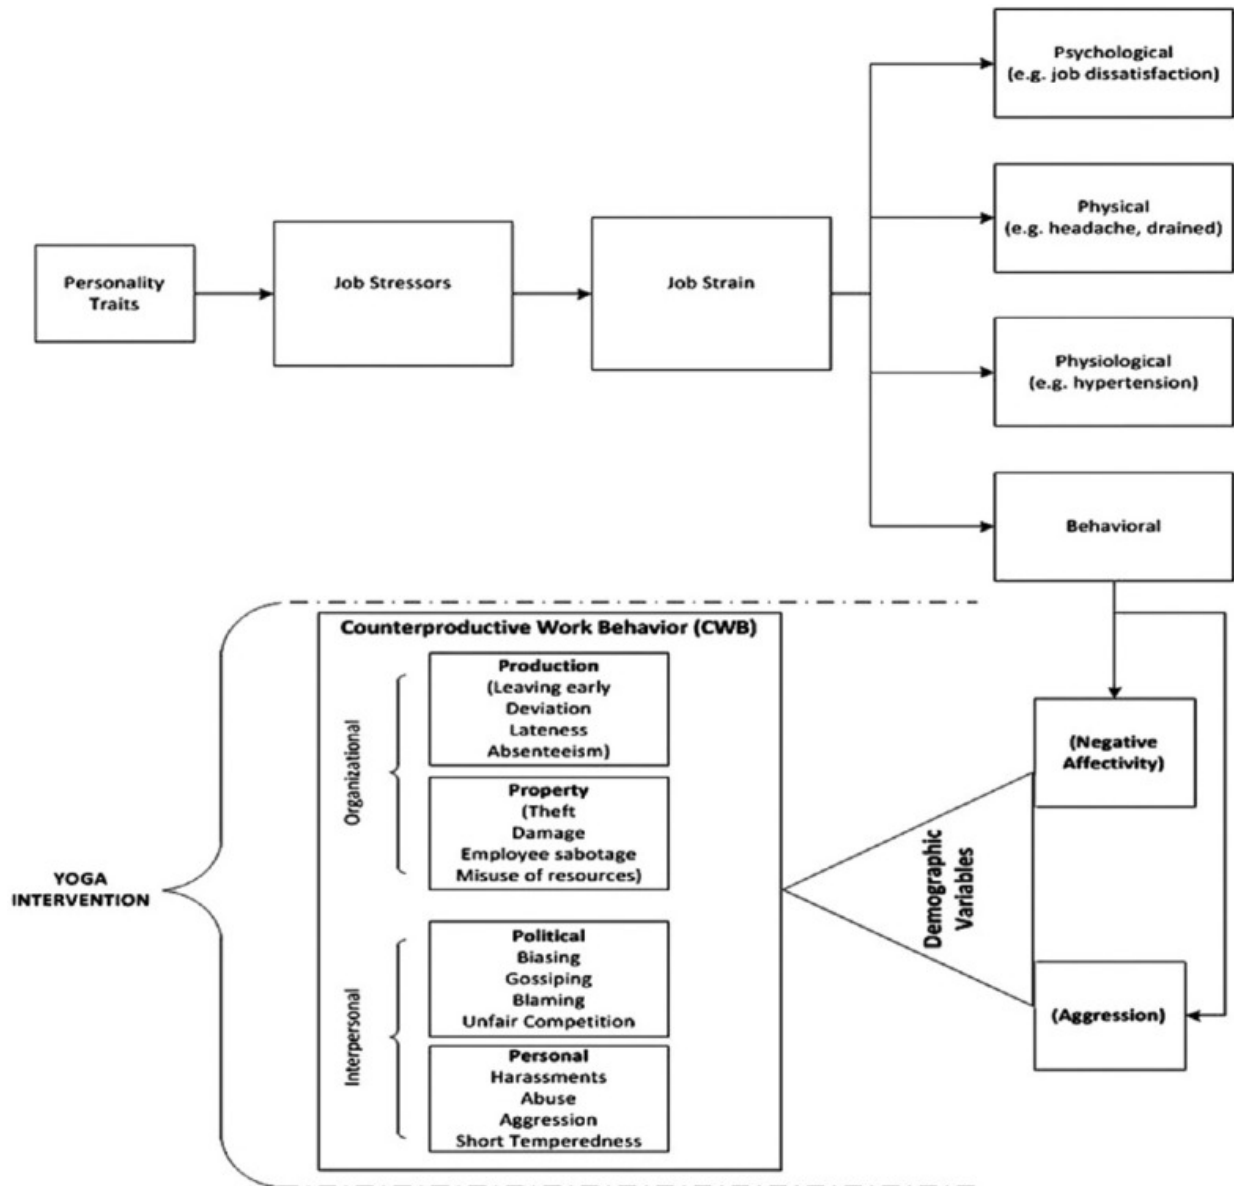 Psychological
(e.g. job dissatisfaction)
Physical
(e.g. headache, drained)
Personality
Traits
Job Stressors
Job Strain
Physiological
(e.g. hypertension)
Behavioral
Counterproductive Work Behavior (CWB)
Organizational
Production
(Leaving early
Deviation
Lateness
Absenteeism)
Property
(Theft
Damage
Employee sabotage
Misuse of resources)
Interpersonal
Political
Biasing
Gossiping
Blaming
Unfair Competition
Personal
Harassments
Abuse
Aggression
Short Temperedness
YOGA
INTERVENTION
Demographic
Variables
(Negative
Affectivity)
(Aggression)